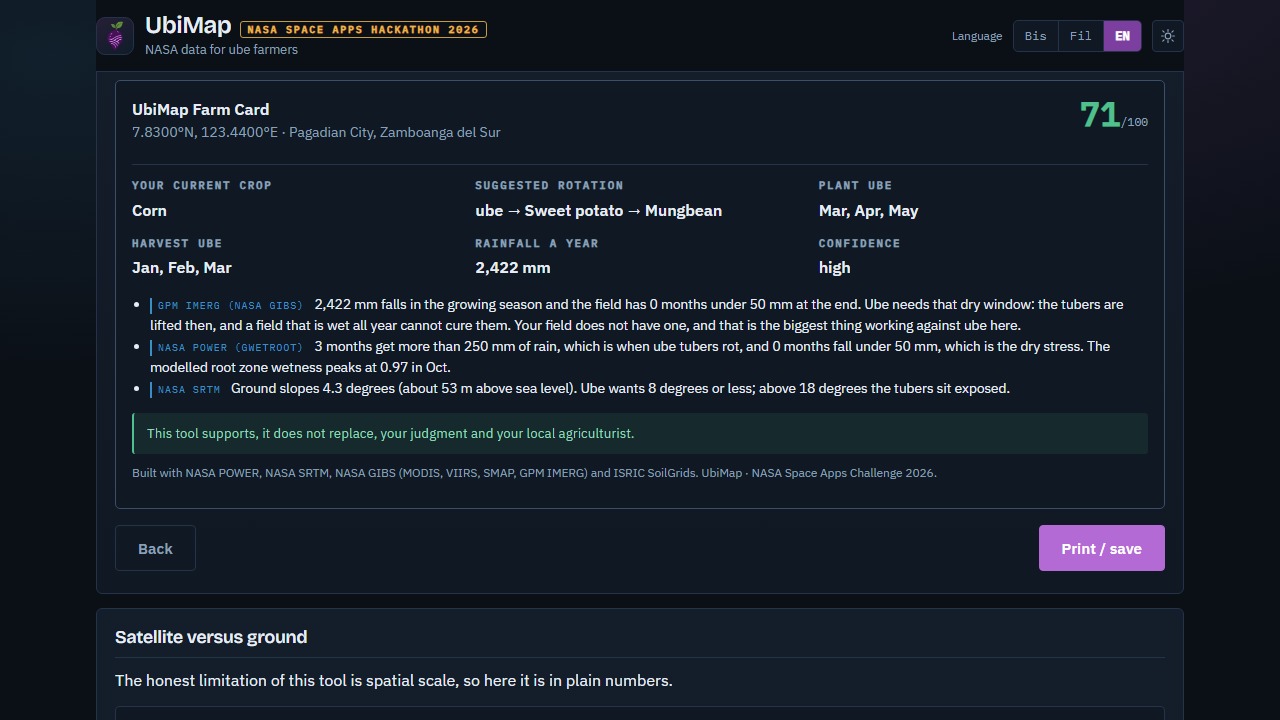 UbiMap NASA SPACE APPS HACKATHON 2026
NASA data for ube farmers
Language Bis Fil EN
UbiMap Farm Card
7.8300°N, 123.4400°E · Pagadian City, Zamboanga del Sur
71/100
YOUR CURRENT CROP SUGGESTED ROTATION PLANT UBE
Corn ube → Sweet potato → Mungbean Mar, Apr, May
HARVEST UBE RAINFALL A YEAR CONFIDENCE
Jan, Feb, Mar 2,422 mm high
• GPM IMERG (NASA GIBS) 2,422 mm falls in the growing season and the field has 0 months under 50 mm at the end. Ube needs that dry window: the tubers are
lifted then, and a field that is wet all year cannot cure them. Your field does not have one, and that is the biggest thing working against ube here.
• NASA POWER (GWETROOT) 3 months get more than 250 mm of rain, which is when ube tubers rot, and 0 months fall under 50 mm, which is the dry stress. The
modelled root zone wetness peaks at 0.97 in Oct.
• NASA SRTM Ground slopes 4.3 degrees (about 53 m above sea level). Ube wants 8 degrees or less; above 18 degrees the tubers sit exposed.
This tool supports, it does not replace, your judgment and your local agriculturist.
Built with NASA POWER, NASA SRTM, NASA GIBS (MODIS, VIIRS, SMAP, GPM IMERG) and ISRIC SoilGrids. UbiMap · NASA Space Apps Challenge 2026.
Back Print / save
Satellite versus ground
The honest limitation of this tool is spatial scale, so here it is in plain numbers.